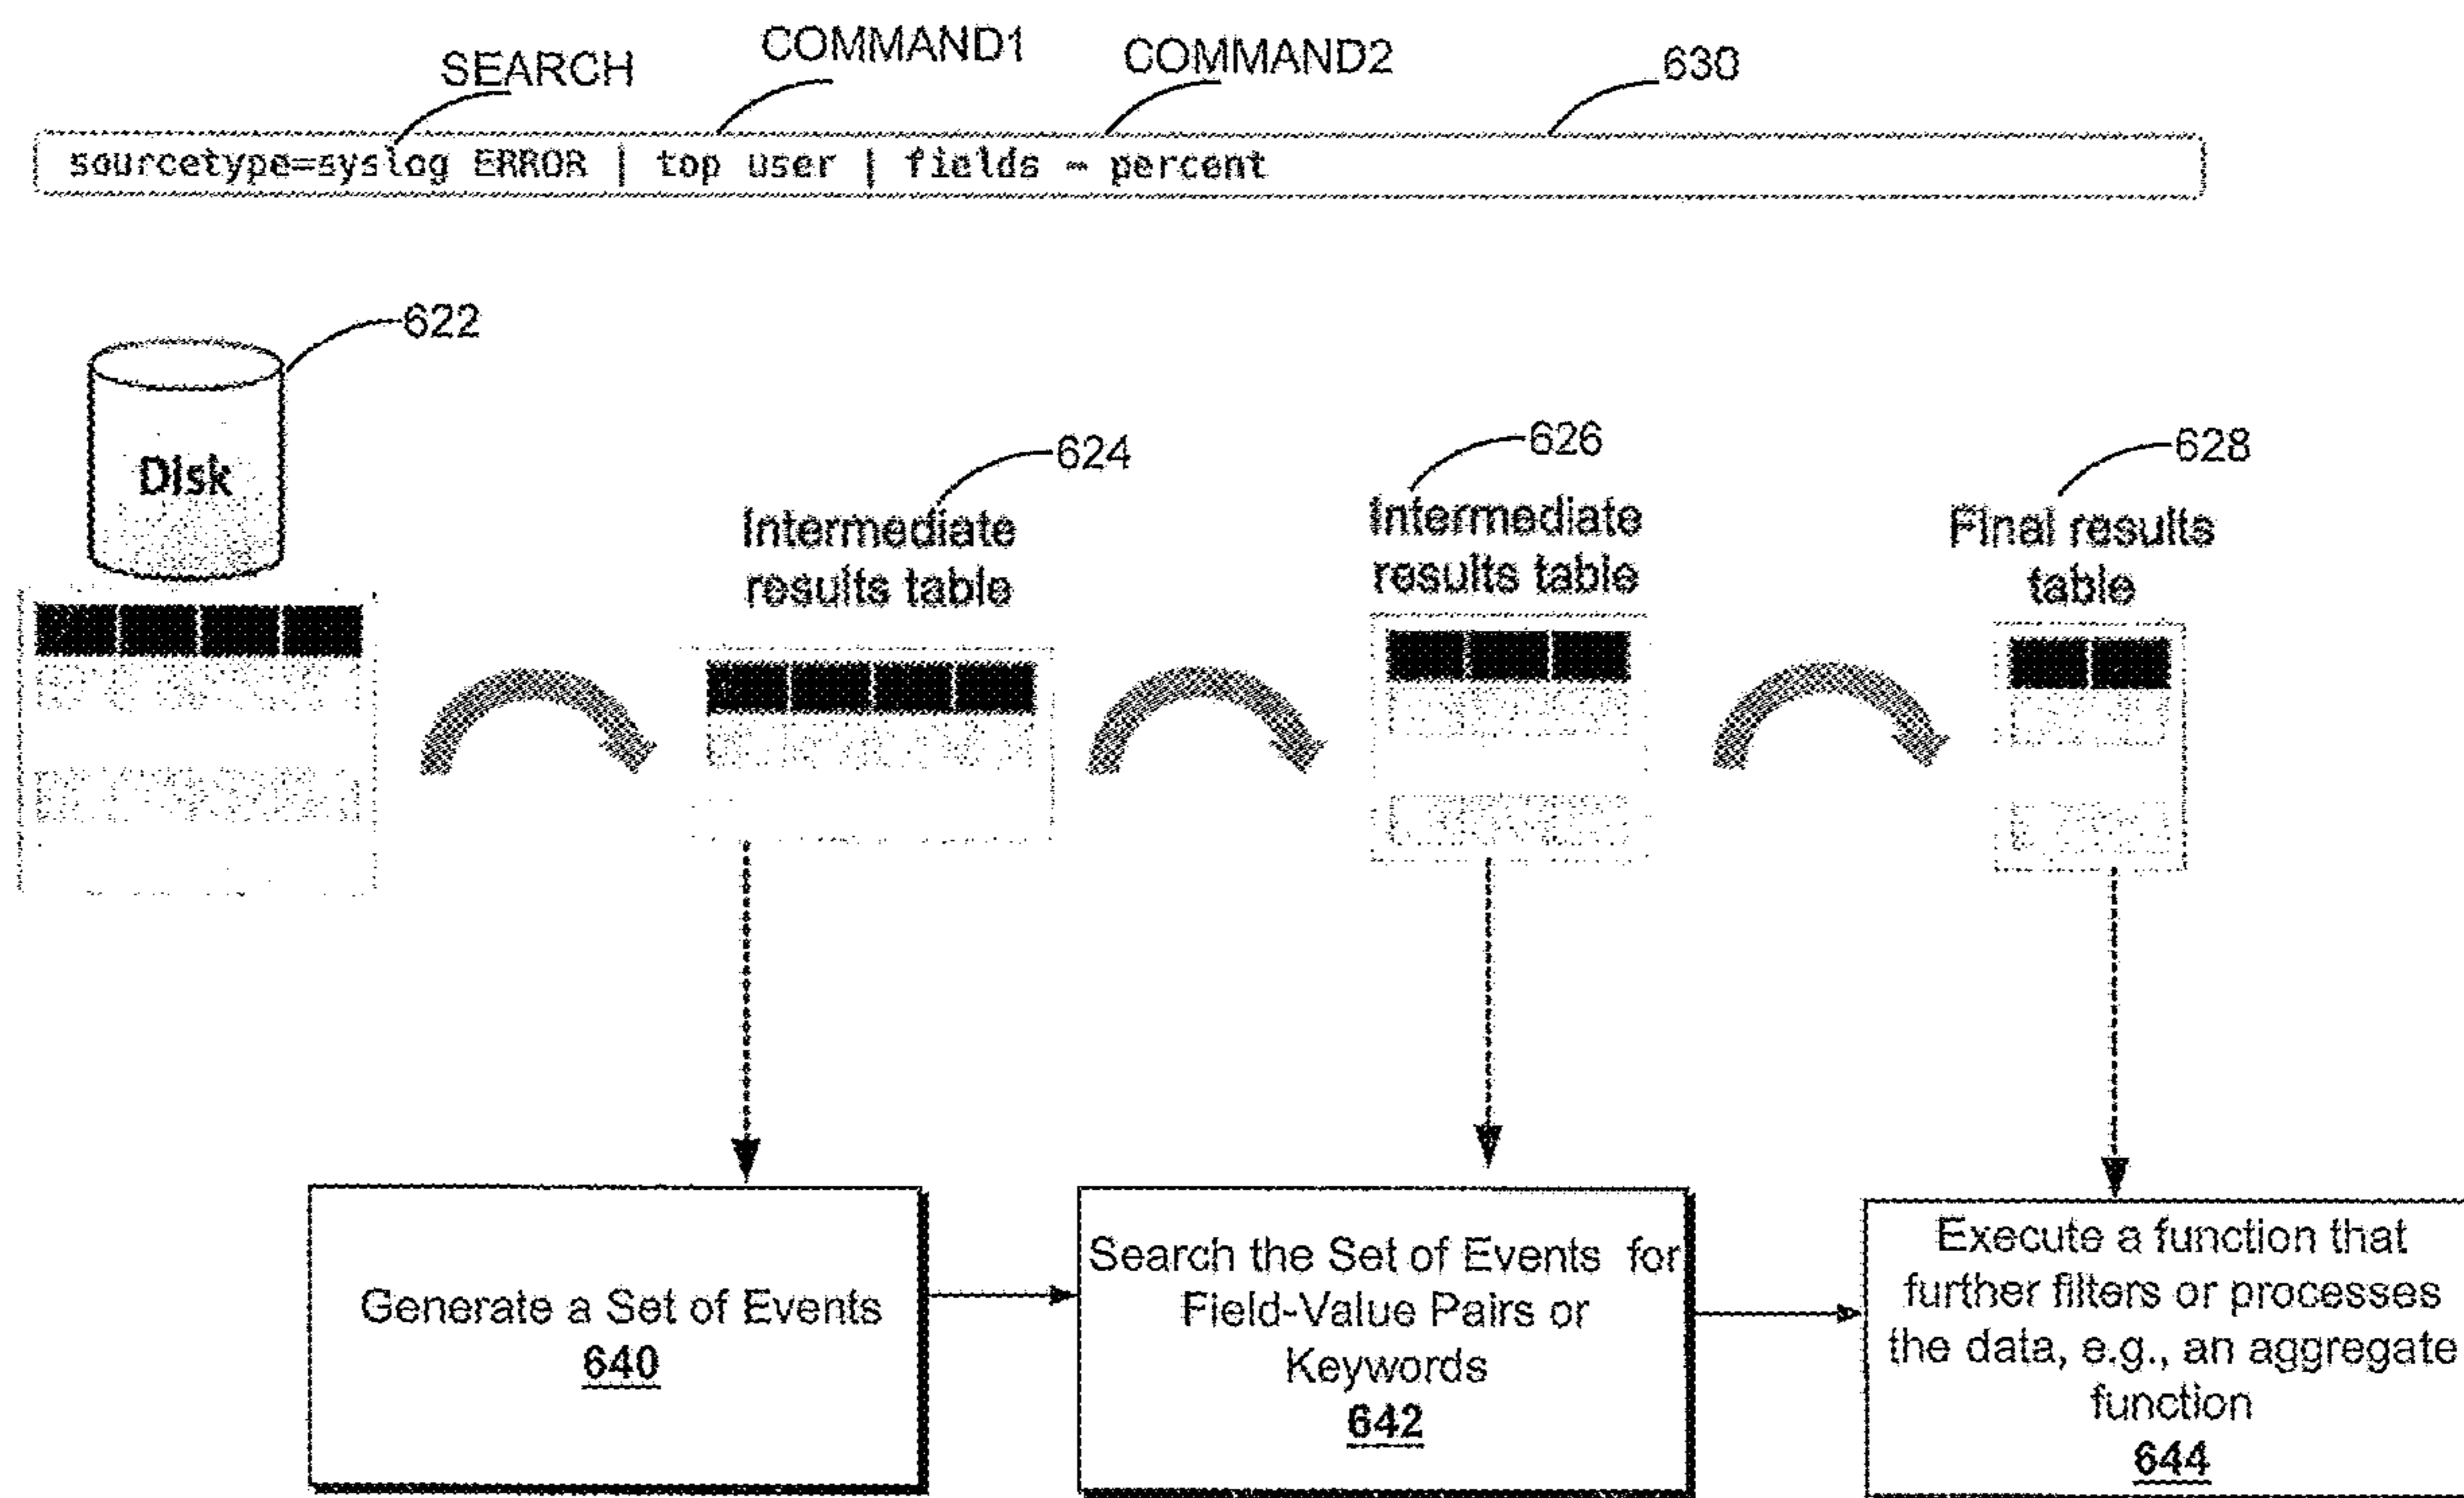 SEARCH
COMMAND1
COMMAND2
630
sourcetype=syslog ERROR | top user | fields - percent
622
Disk
624
Intermediate
results table
626
Intermediate
results table
628
Final results
table
Generate a Set of Events
640
Search the Set of Events for
Field-Value Pairs or
Keywords
642
Execute a function that
further filters or processes
the data, e.g., an aggregate
function
644